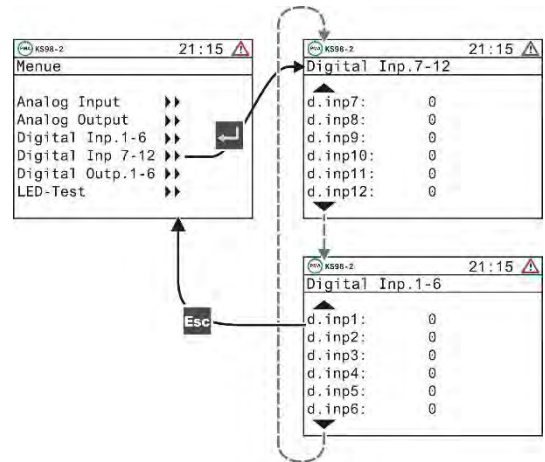 PMA KS98-2 21:15
Menue
Analog Input
Analog Output
Digital Inp.1-6
Digital Inp 7-12
Digital Outp.1-6
LED-Test
PMA KS98-2 21:15
Digital Inp.7-12
d.inp7: 0
d.inp8: 0
d.inp9: 0
d.inp10: 0
d.inp11: 0
d.inp12: 0
Esc
PMA KS98-2 21:15
Digital Inp.1-6
d.inp1: 0
d.inp2: 0
d.inp3: 0
d.inp4: 0
d.inp5: 0
d.inp6: 0